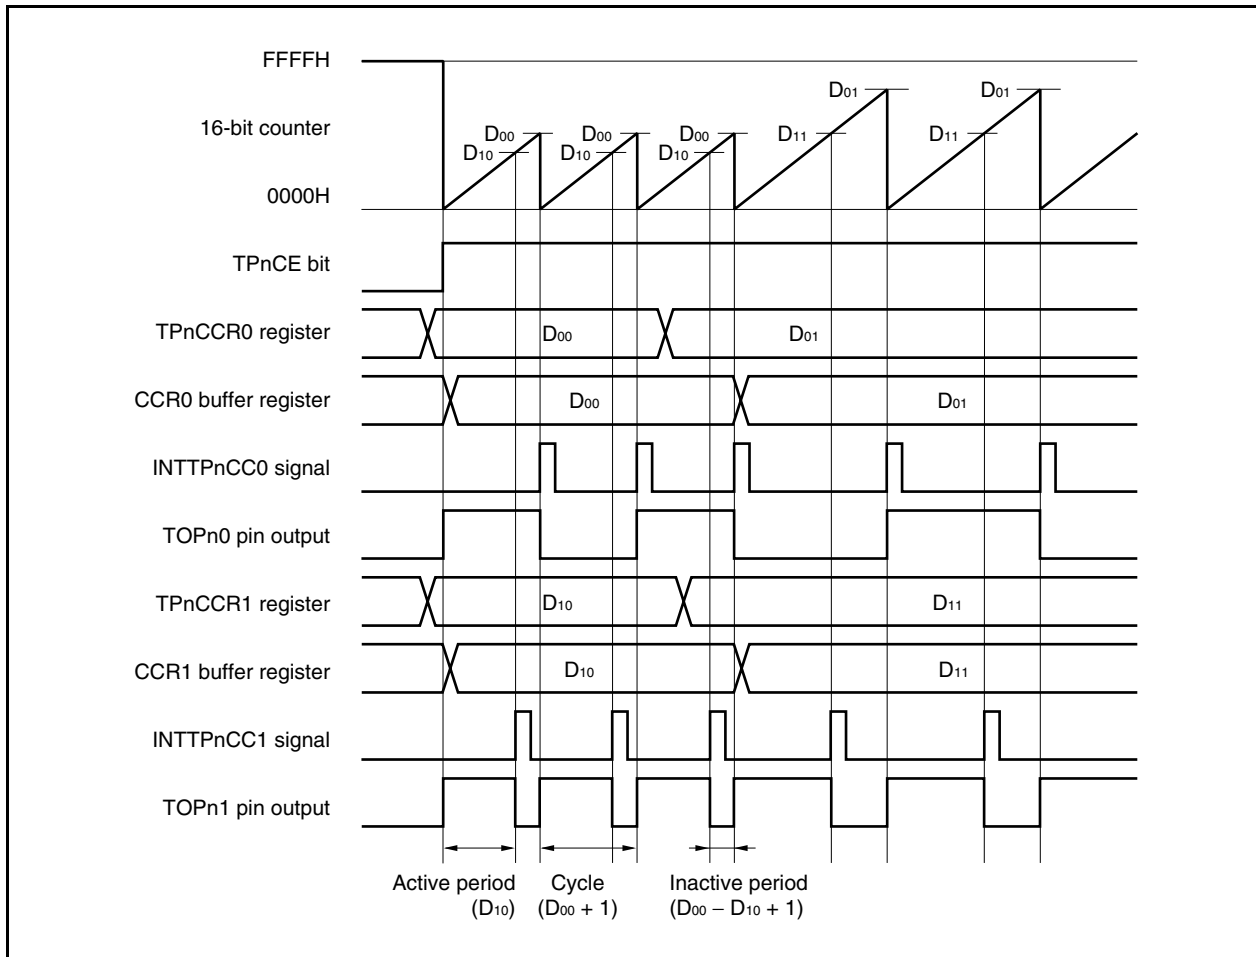 FFFFH
D01 D01
16-bit counter D00 D00 D00 D11 D11
D10 D10 D10
0000H
TPnCE bit
TPnCCR0 register D00 D01
CCR0 buffer register D00 D01
INTTPnCC0 signal
TOPn0 pin output
TPnCCR1 register D10 D11
CCR1 buffer register D10 D11
INTTPnCC1 signal
TOPn1 pin output
Active period Cycle Inactive period
(D10) (D00 + 1) (D00 − D10 + 1)